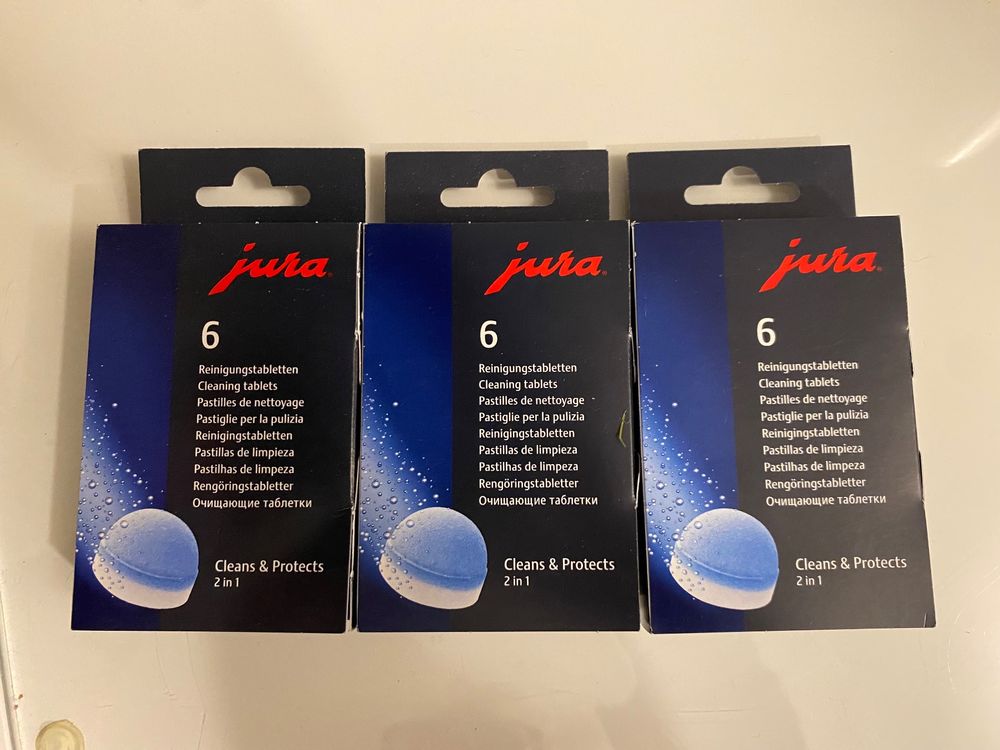 jura
6
Reinigungstabletten
Cleaning tablets
Pastilles de nettoyage
Pastiglie per la pulizia
Reinigingstabletten
Pastillas de limpieza
Pastilhas de limpeza
Rengöringstabletter
Очищающие таблетки
Cleans & Protects
2 in 1
jura
6
Reinigungstabletten
Cleaning tablets
Pastilles de nettoyage
Pastiglie per la pulizia
Reinigingstabletten
Pastillas de limpieza
Pastilhas de limpeza
Rengöringstabletter
Очищающие таблетки
Cleans & Protects
2 in 1
jura
6
Reinigungstabletten
Cleaning tablets
Pastilles de nettoyage
Pastiglie per la pulizia
Reinigingstabletten
Pastillas de limpieza
Pastilhas de limpeza
Rengöringstabletter
Очищающие таблетки
Cleans & Protects
2 in 1